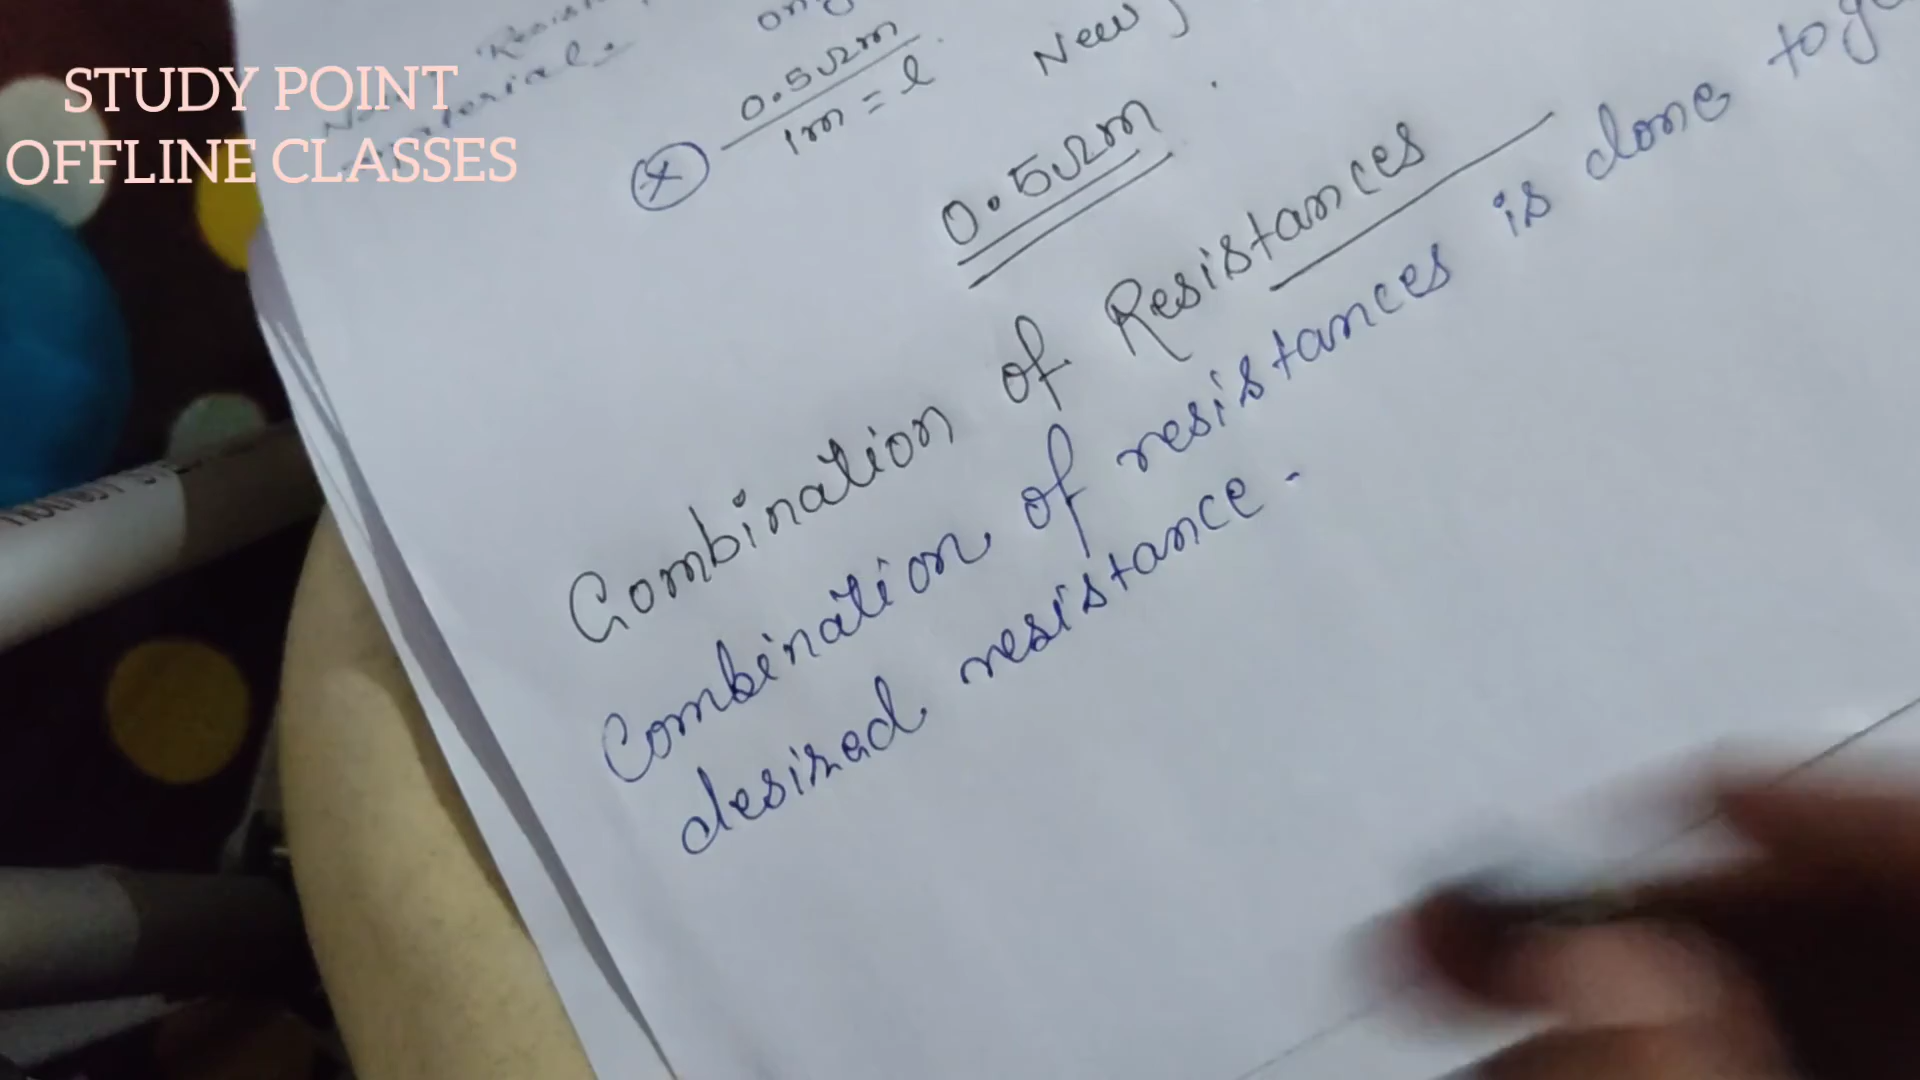 STUDY POINT
OFFLINE CLASSES
0.5Ωm
1m = l
New
0.5Ωm
Combination of Resistances
Combination of resistances is done
desired resistance.